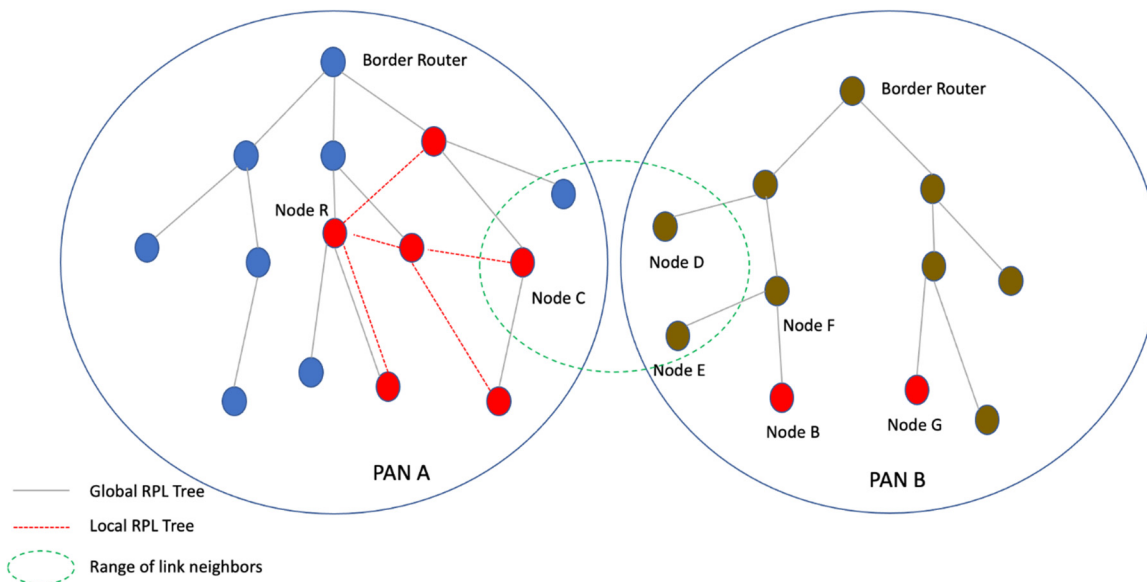 Border Router
Border Router
Node R
Node D
Node C
Node F
Node E
Node B
Node G
PAN A
PAN B
Global RPL Tree
Local RPL Tree
Range of link neighbors